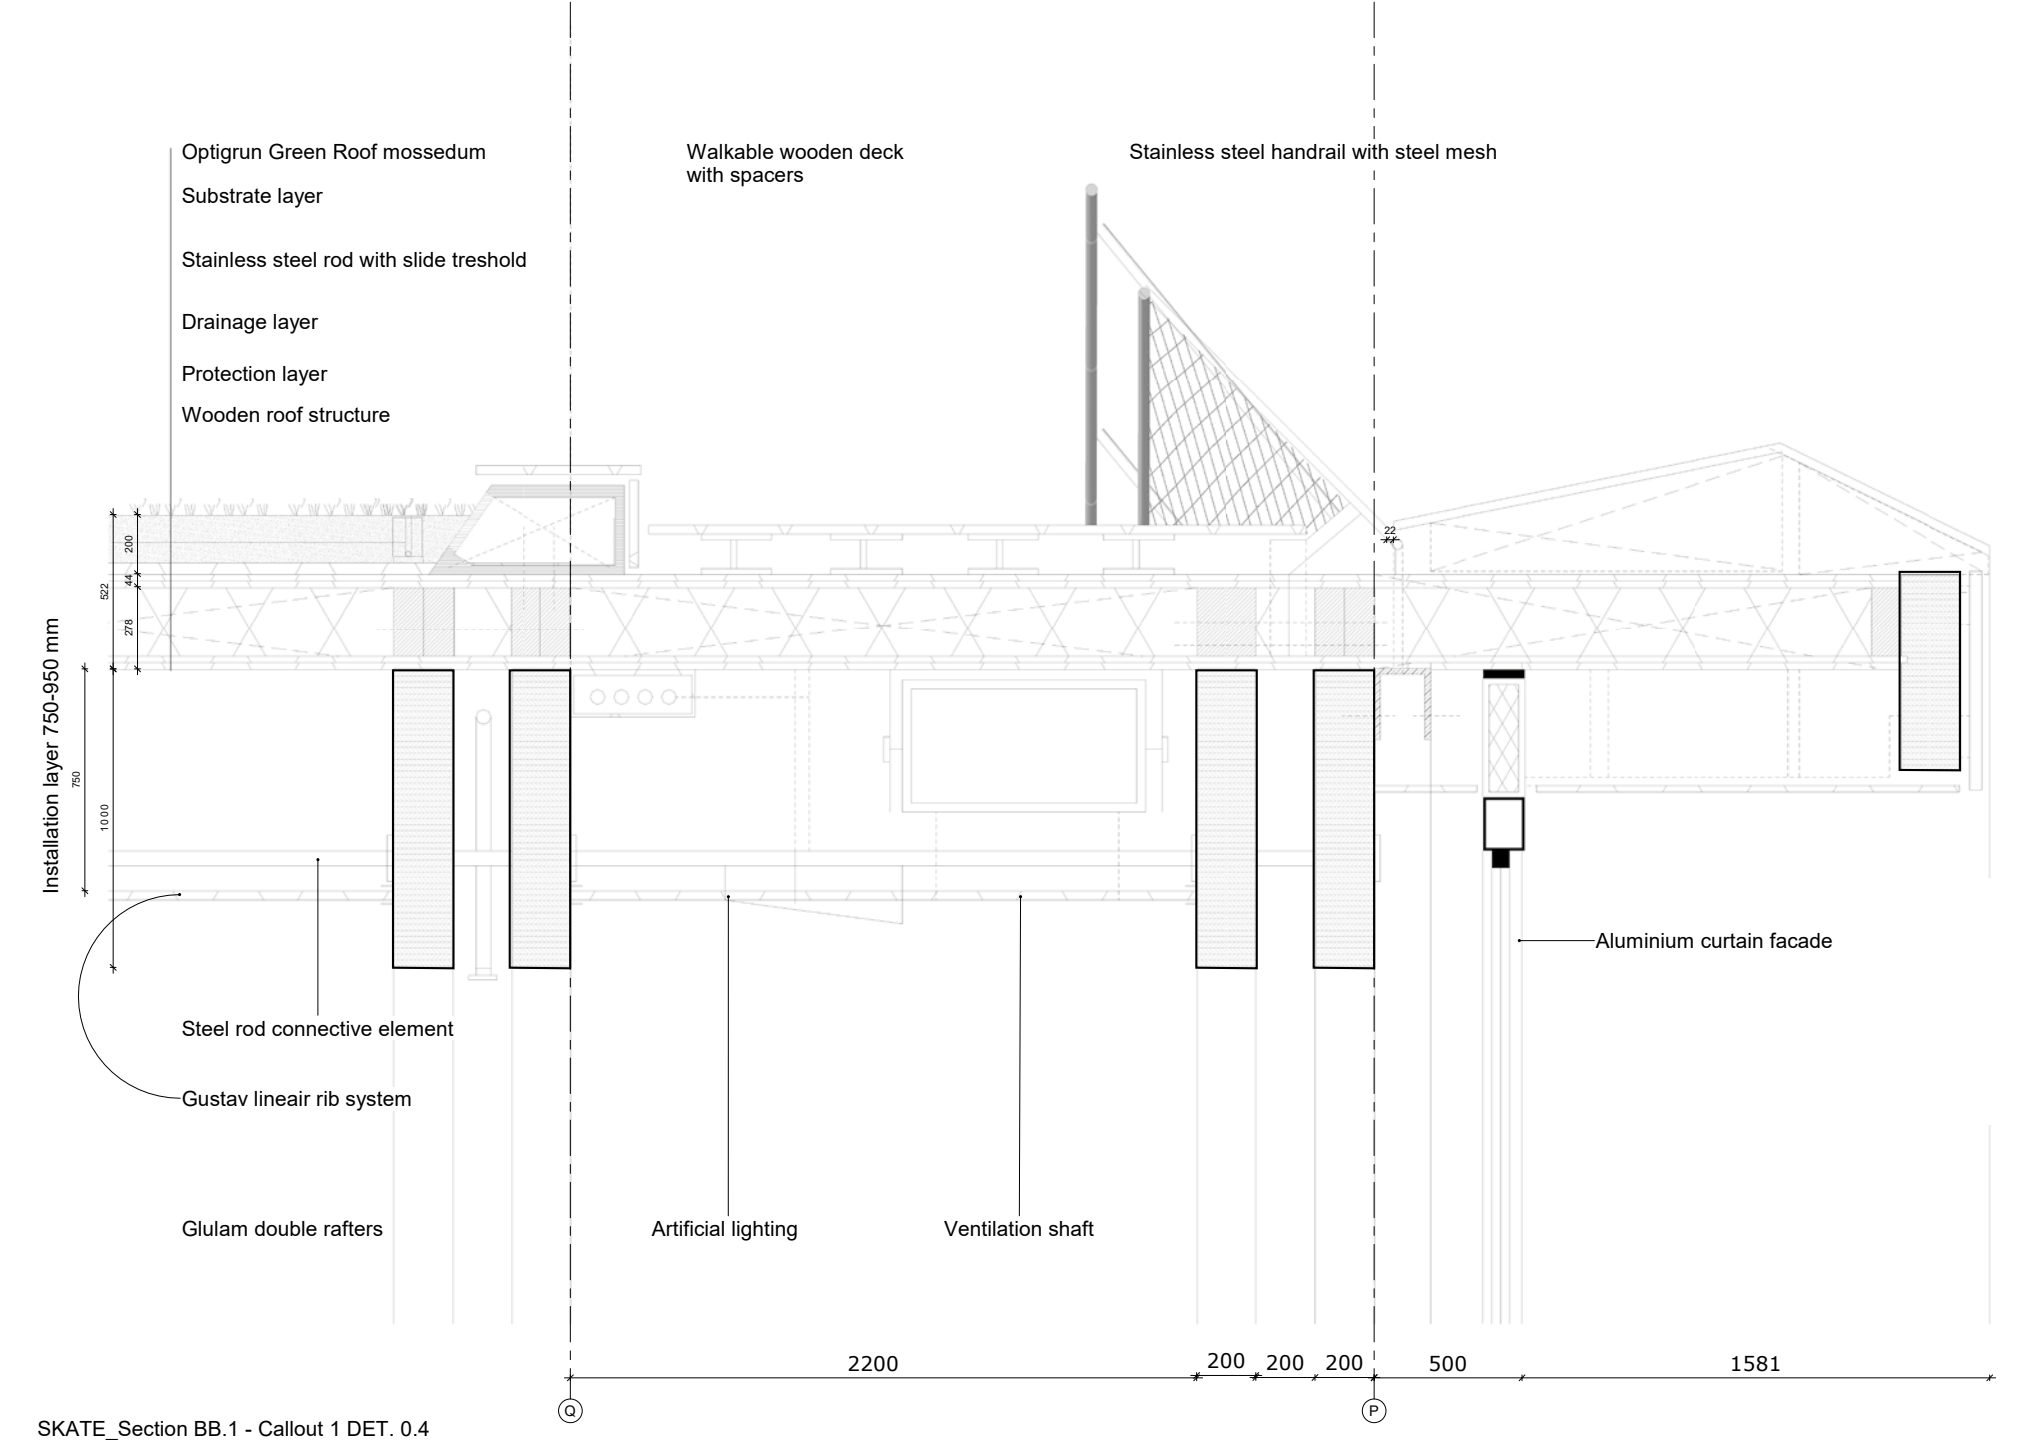 Optigrun Green Roof mossedum
Substrate layer
Stainless steel rod with slide treshold
Drainage layer
Protection layer
Wooden roof structure
Walkable wooden deck
with spacers
Stainless steel handrail with steel mesh
22
200
44
522
278
Installation layer 750-950 mm
750
1000
Aluminium curtain facade
Steel rod connective element
Gustav lineair rib system
Glulam double rafters
Artificial lighting
Ventilation shaft
2200
200
200
200
500
1581
Q
P
SKATE_Section BB.1 - Callout 1 DET. 0.4